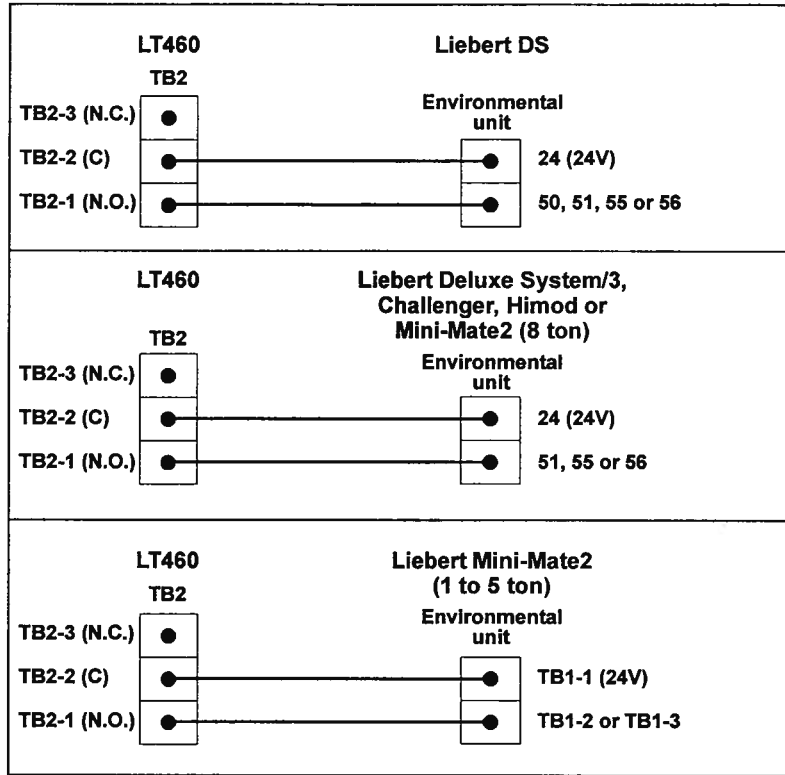 LT460
Liebert DS
TB2
Environmental
unit
TB2-3 (N.C.)
TB2-2 (C)
24 (24V)
TB2-1 (N.O.)
50, 51, 55 or 56
LT460
Liebert Deluxe System/3,
Challenger, Himod or
Mini-Mate2 (8 ton)
TB2
Environmental
unit
TB2-3 (N.C.)
TB2-2 (C)
24 (24V)
TB2-1 (N.O.)
51, 55 or 56
LT460
Liebert Mini-Mate2
(1 to 5 ton)
TB2
Environmental
unit
TB2-3 (N.C.)
TB2-2 (C)
TB1-1 (24V)
TB2-1 (N.O.)
TB1-2 or TB1-3